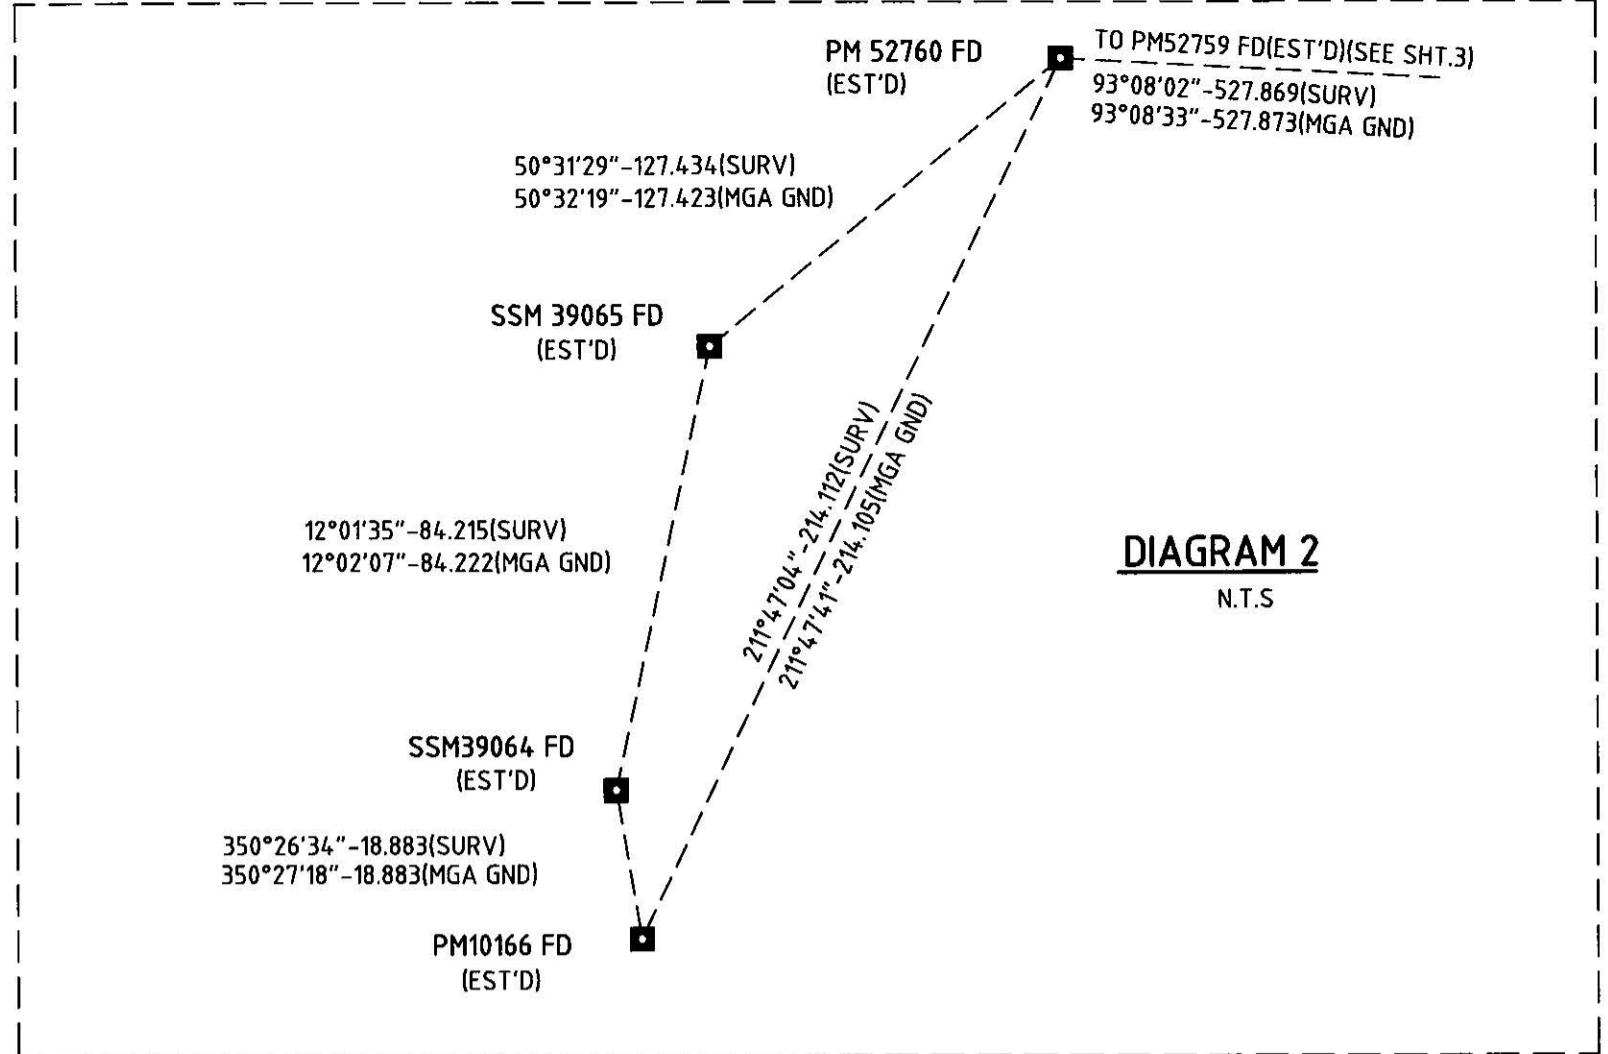 PM 52760 FD
(EST'D)
TO PM52759 FD(EST'D)(SEE SHT.3)
93°08'02"-527.869(SURV)
93°08'33"-527.873(MGA GND)
50°31'29"-127.434(SURV)
50°32'19"-127.423(MGA GND)
SSM 39065 FD
(EST'D)
211°47'04"-214.112(SURV)
211°47'41"-214.105(MGA GND)
12°01'35"-84.215(SURV)
12°02'07"-84.222(MGA GND)
DIAGRAM 2
N.T.S
SSM39064 FD
(EST'D)
350°26'34"-18.883(SURV)
350°27'18"-18.883(MGA GND)
PM10166 FD
(EST'D)